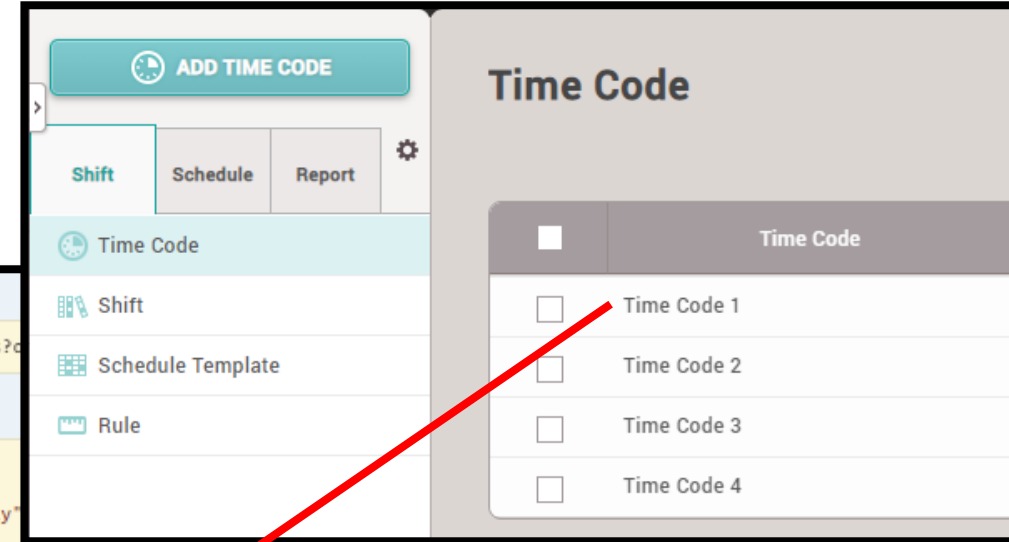 ADD TIME CODE
Time Code
>
Shift Schedule Report
Time Code
Time Code
Shift
Time Code 1
?c
Schedule Template
Time Code 2
Rule
Time Code 3
Time Code 4
y"